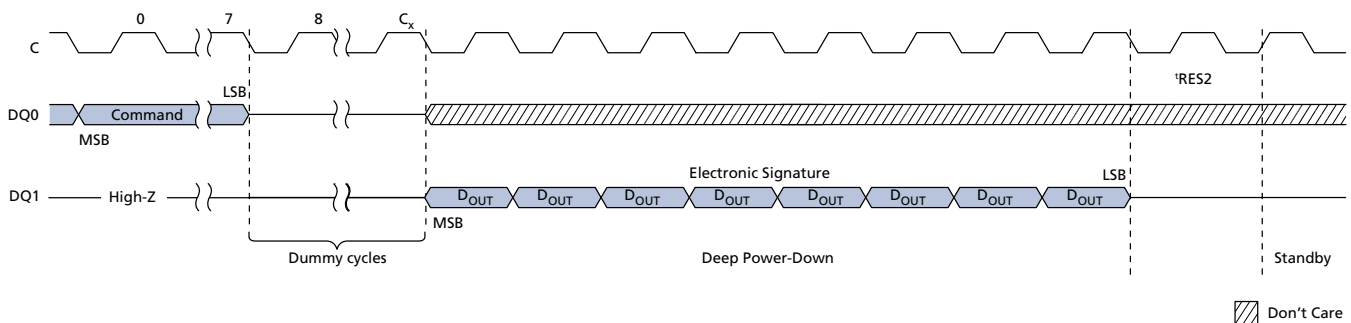 0 7 8 Cx
C
tRES2
LSB
DQ0 Command
MSB
Electronic Signature LSB
DQ1 High-Z DOUT DOUT DOUT DOUT DOUT DOUT DOUT DOUT
MSB
Dummy cycles Deep Power-Down Standby
Don't Care